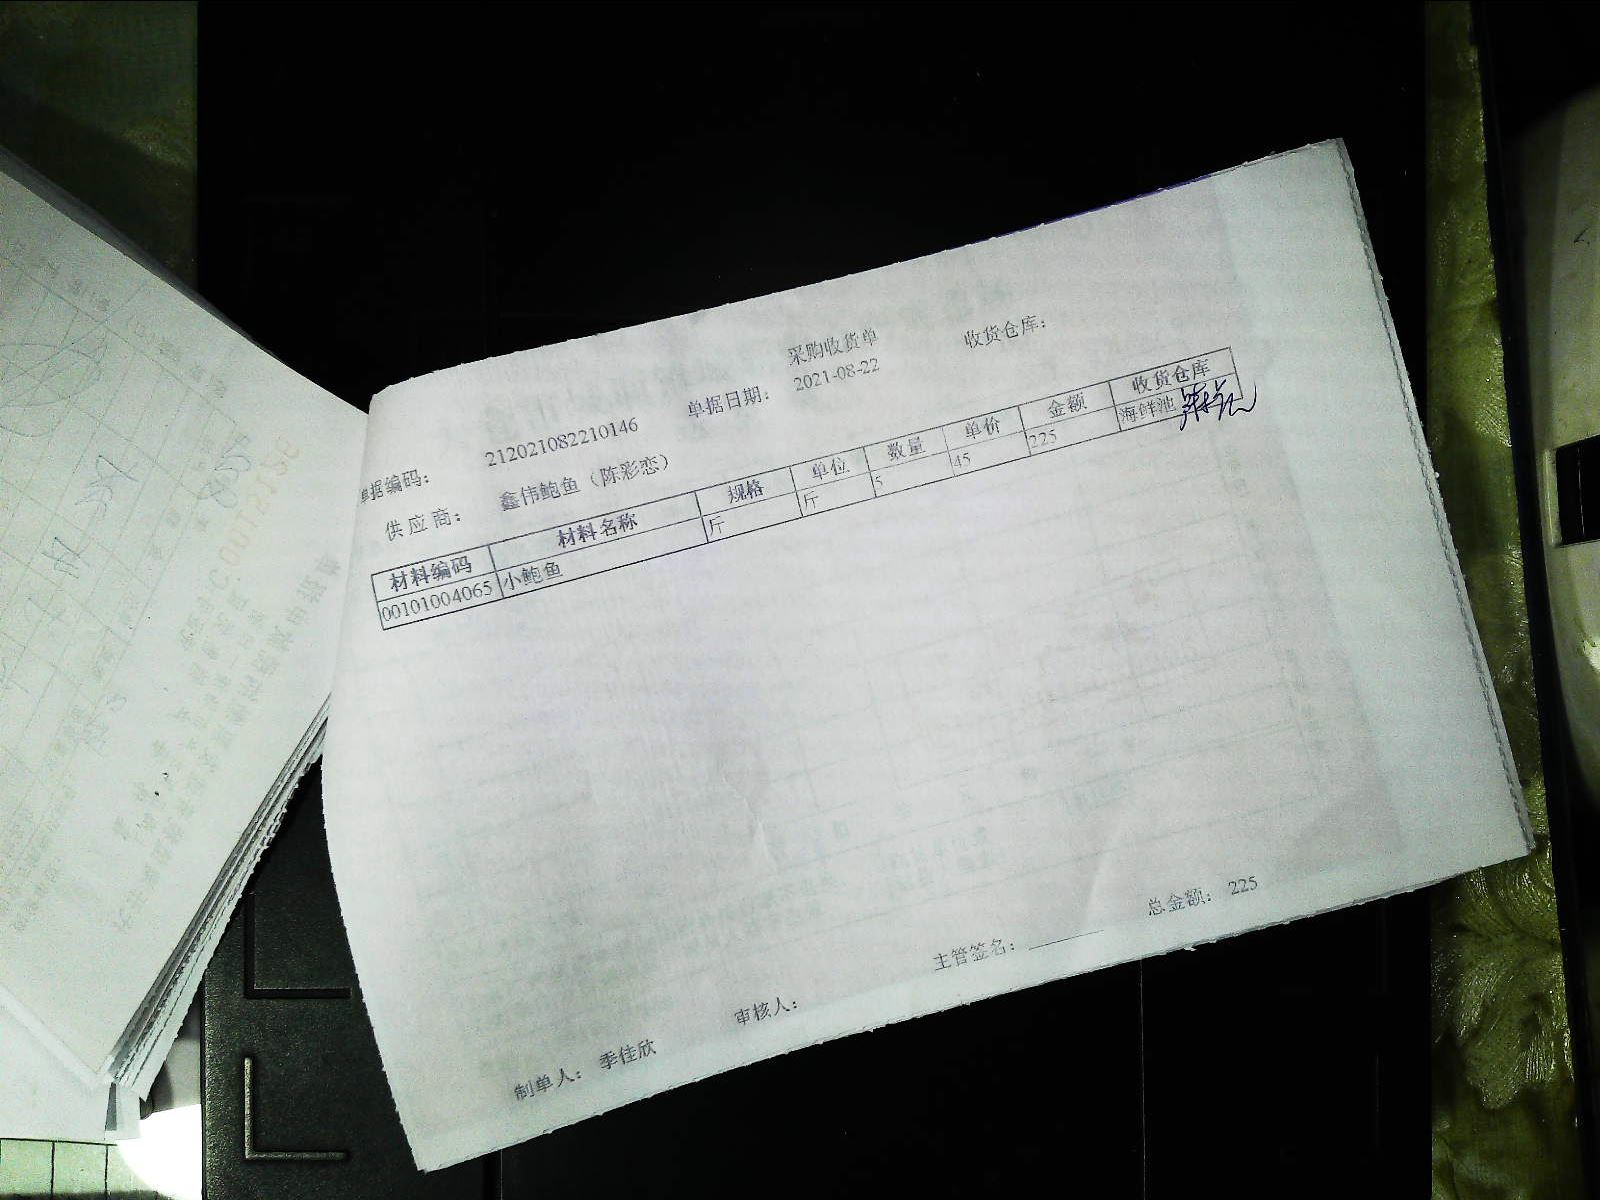 采购收货单
单据编码： 212021082210146 单据日期： 2021-08-22 收货仓库：
供应商： 鑫伟鲍鱼（陈彩恋）
材料编码 材料名称 规格 单位 数量 单价 金额 收货仓库
00101004065 小鲍鱼 斤 斤 5 45 225 海鲜池
总金额： 225
制单人： 季佳欣 审核人： 主管签名：